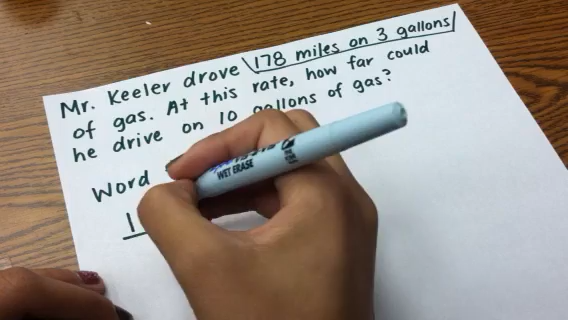 Mr. Keeler drove 178 miles on 3 gallons
of gas. At this rate, how far could
he drive on 10 gallons of gas?
Word
1
WET ERASE